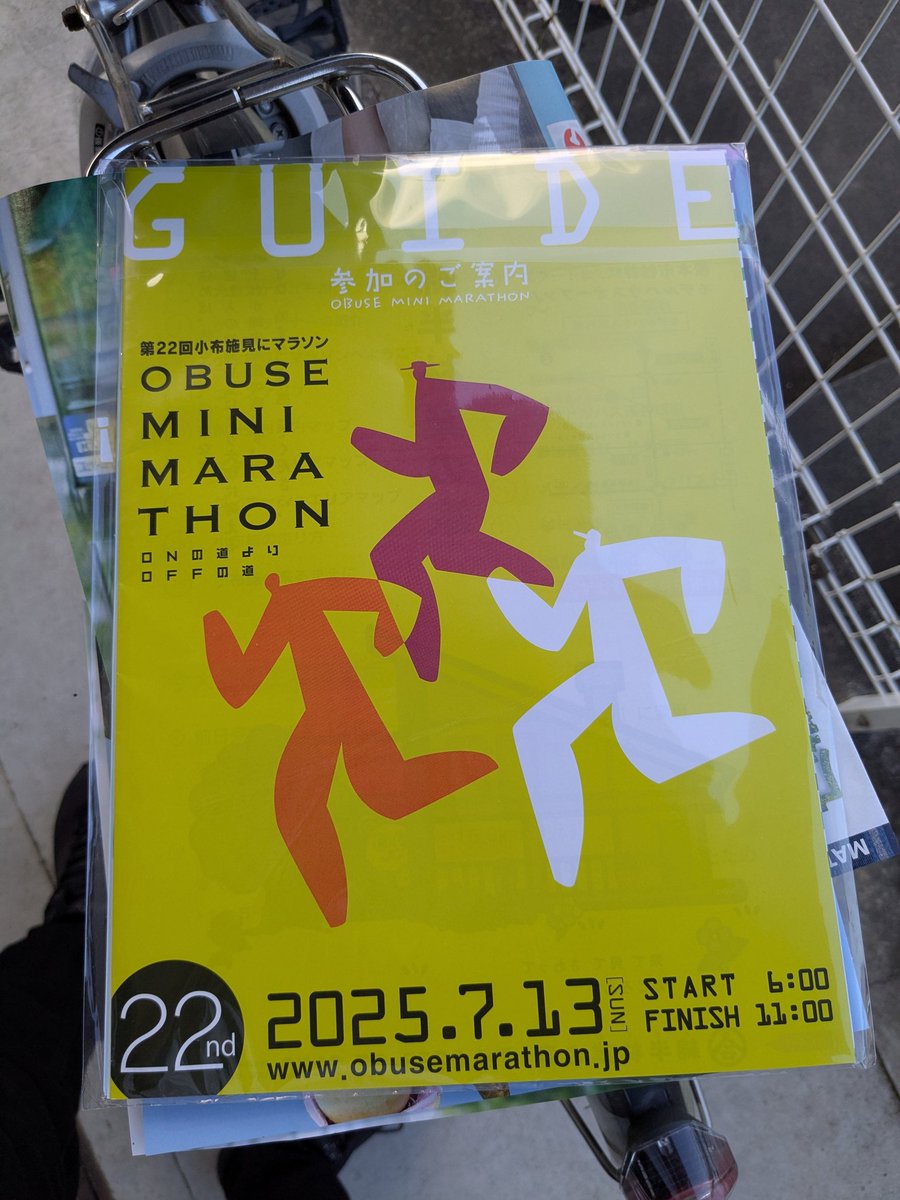 GUIDE
参加のご案内
OBUSE MINI MARATHON
第22回小布施見にマラソン
OBUSE
MINI
MARA
THON
ONの道より
OFFの道
22nd
2025.7.13 [SUN]
START 6:00
FINISH 11:00
www.obusemarathon.jp
MAT